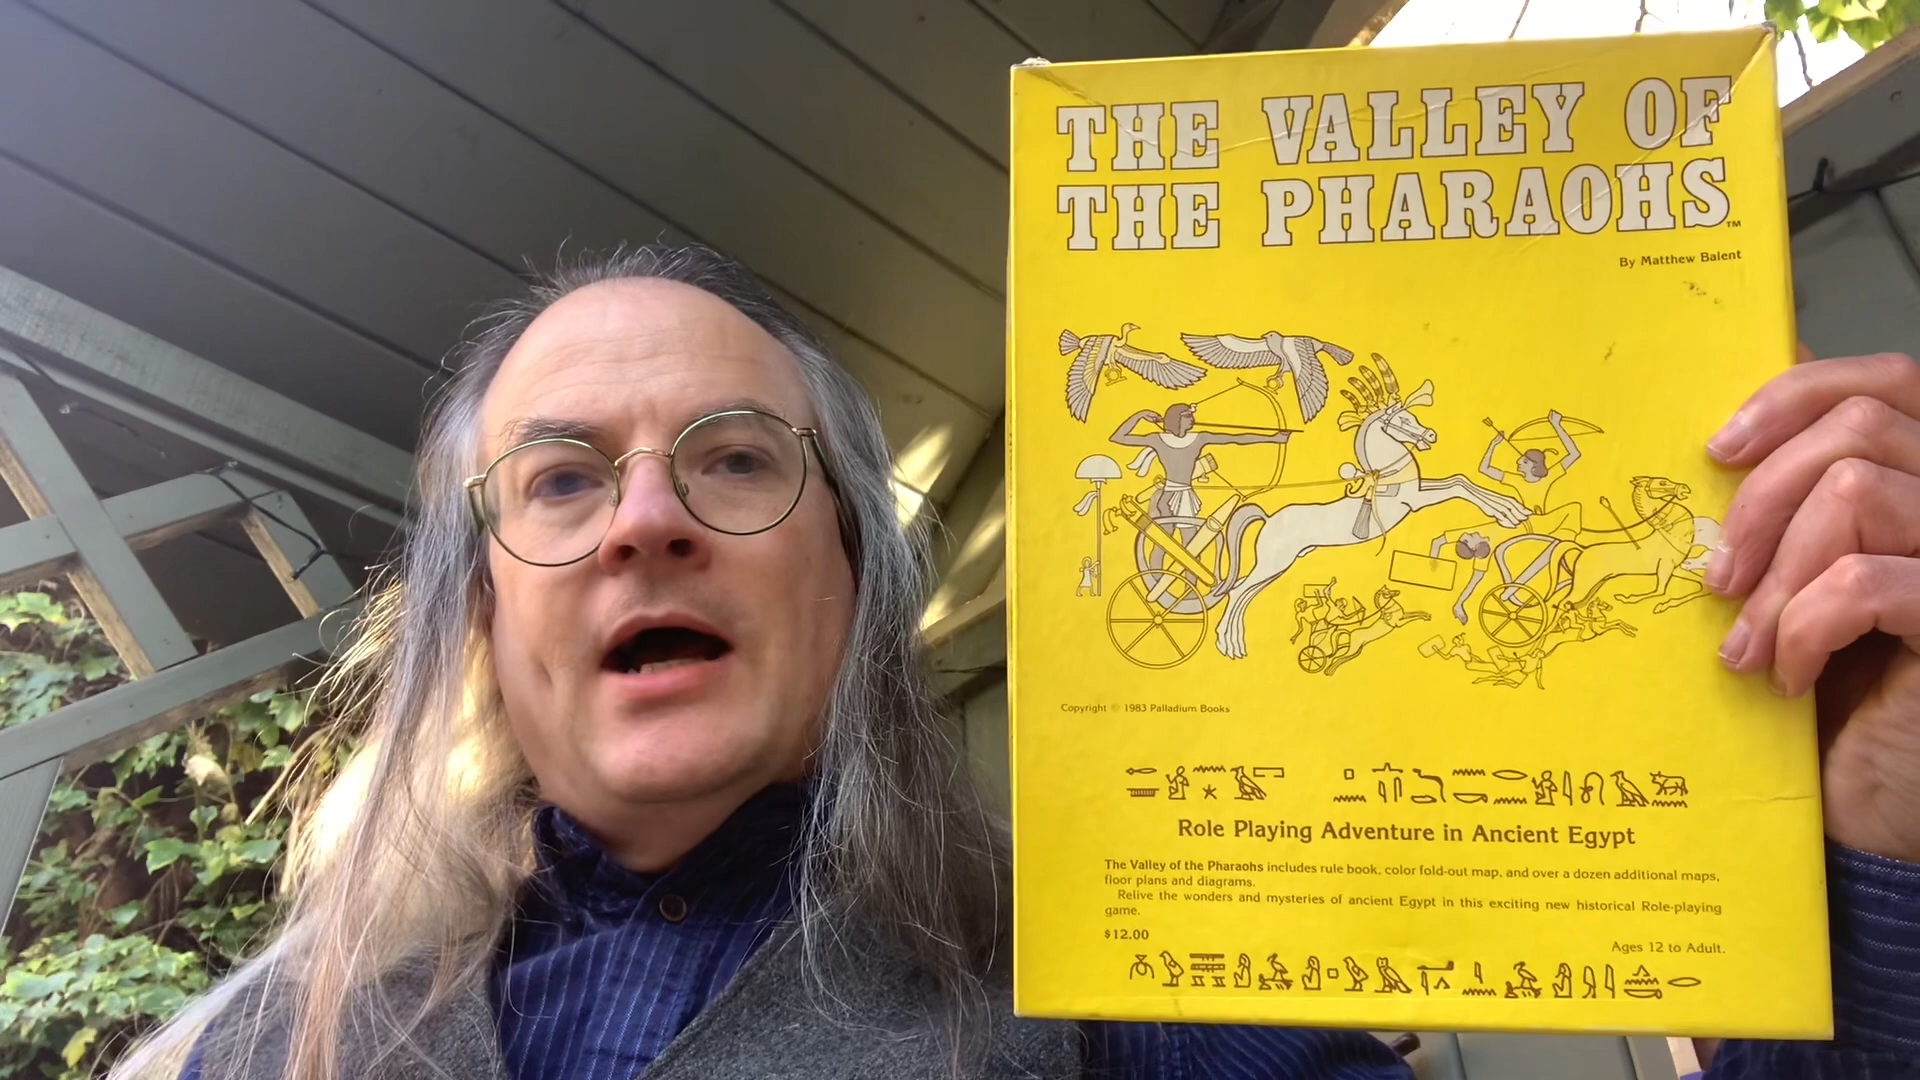 THE VALLEY OF
THE PHARAOHS™
By Matthew Balent
Copyright © 1983 Palladium Books
Role Playing Adventure in Ancient Egypt
The Valley of the Pharaohs includes rule book, color fold-out map, and over a dozen additional maps,
floor plans and diagrams.
Relive the wonders and mysteries of ancient Egypt in this exciting new historical Role-playing
game.
$12.00
Ages 12 to Adult.